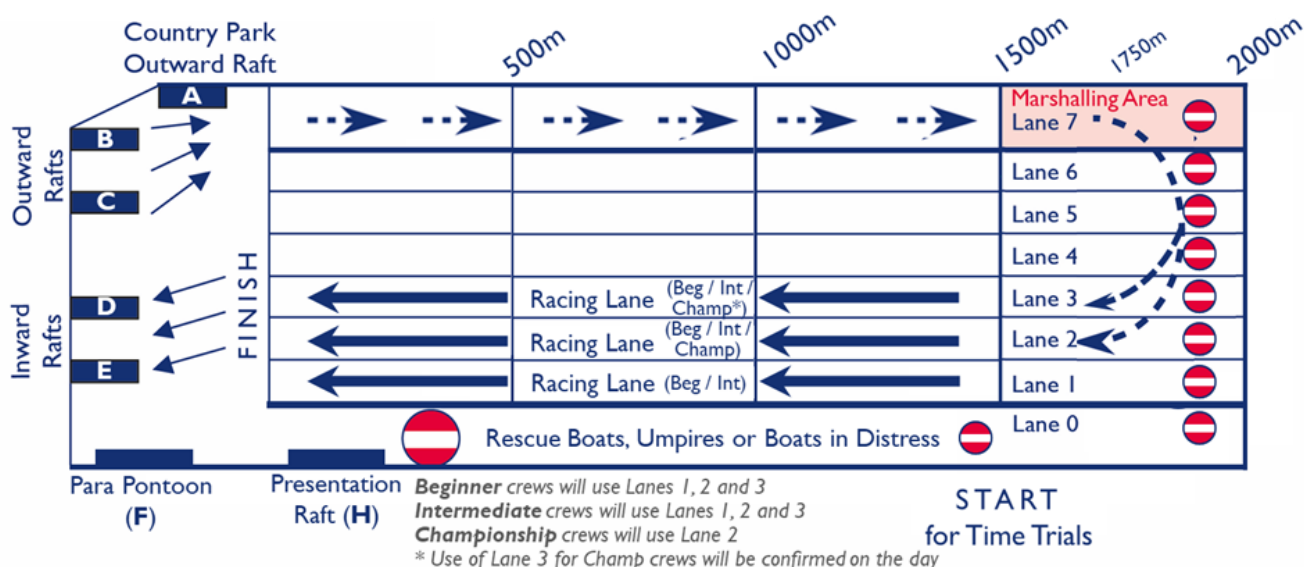 Country Park
Outward Raft
500m
1000m
1500m
1750m
2000m
A
B
C
Outward
Rafts
Marshalling Area
Lane 7
Lane 6
Lane 5
Lane 4
Lane 3
Lane 2
Lane 1
Lane 0
FINISH
Racing Lane (Beg / Int /
Champ*)
Racing Lane (Beg / Int /
Champ)
Racing Lane (Beg / Int)
D
E
Inward
Rafts
Rescue Boats, Umpires or Boats in Distress
Para Pontoon
(F)
Presentation
Raft (H)
Beginner crews will use Lanes 1, 2 and 3
Intermediate crews will use Lanes 1, 2 and 3
Championship crews will use Lane 2
* Use of Lane 3 for Champ crews will be confirmed on the day
START
for Time Trials